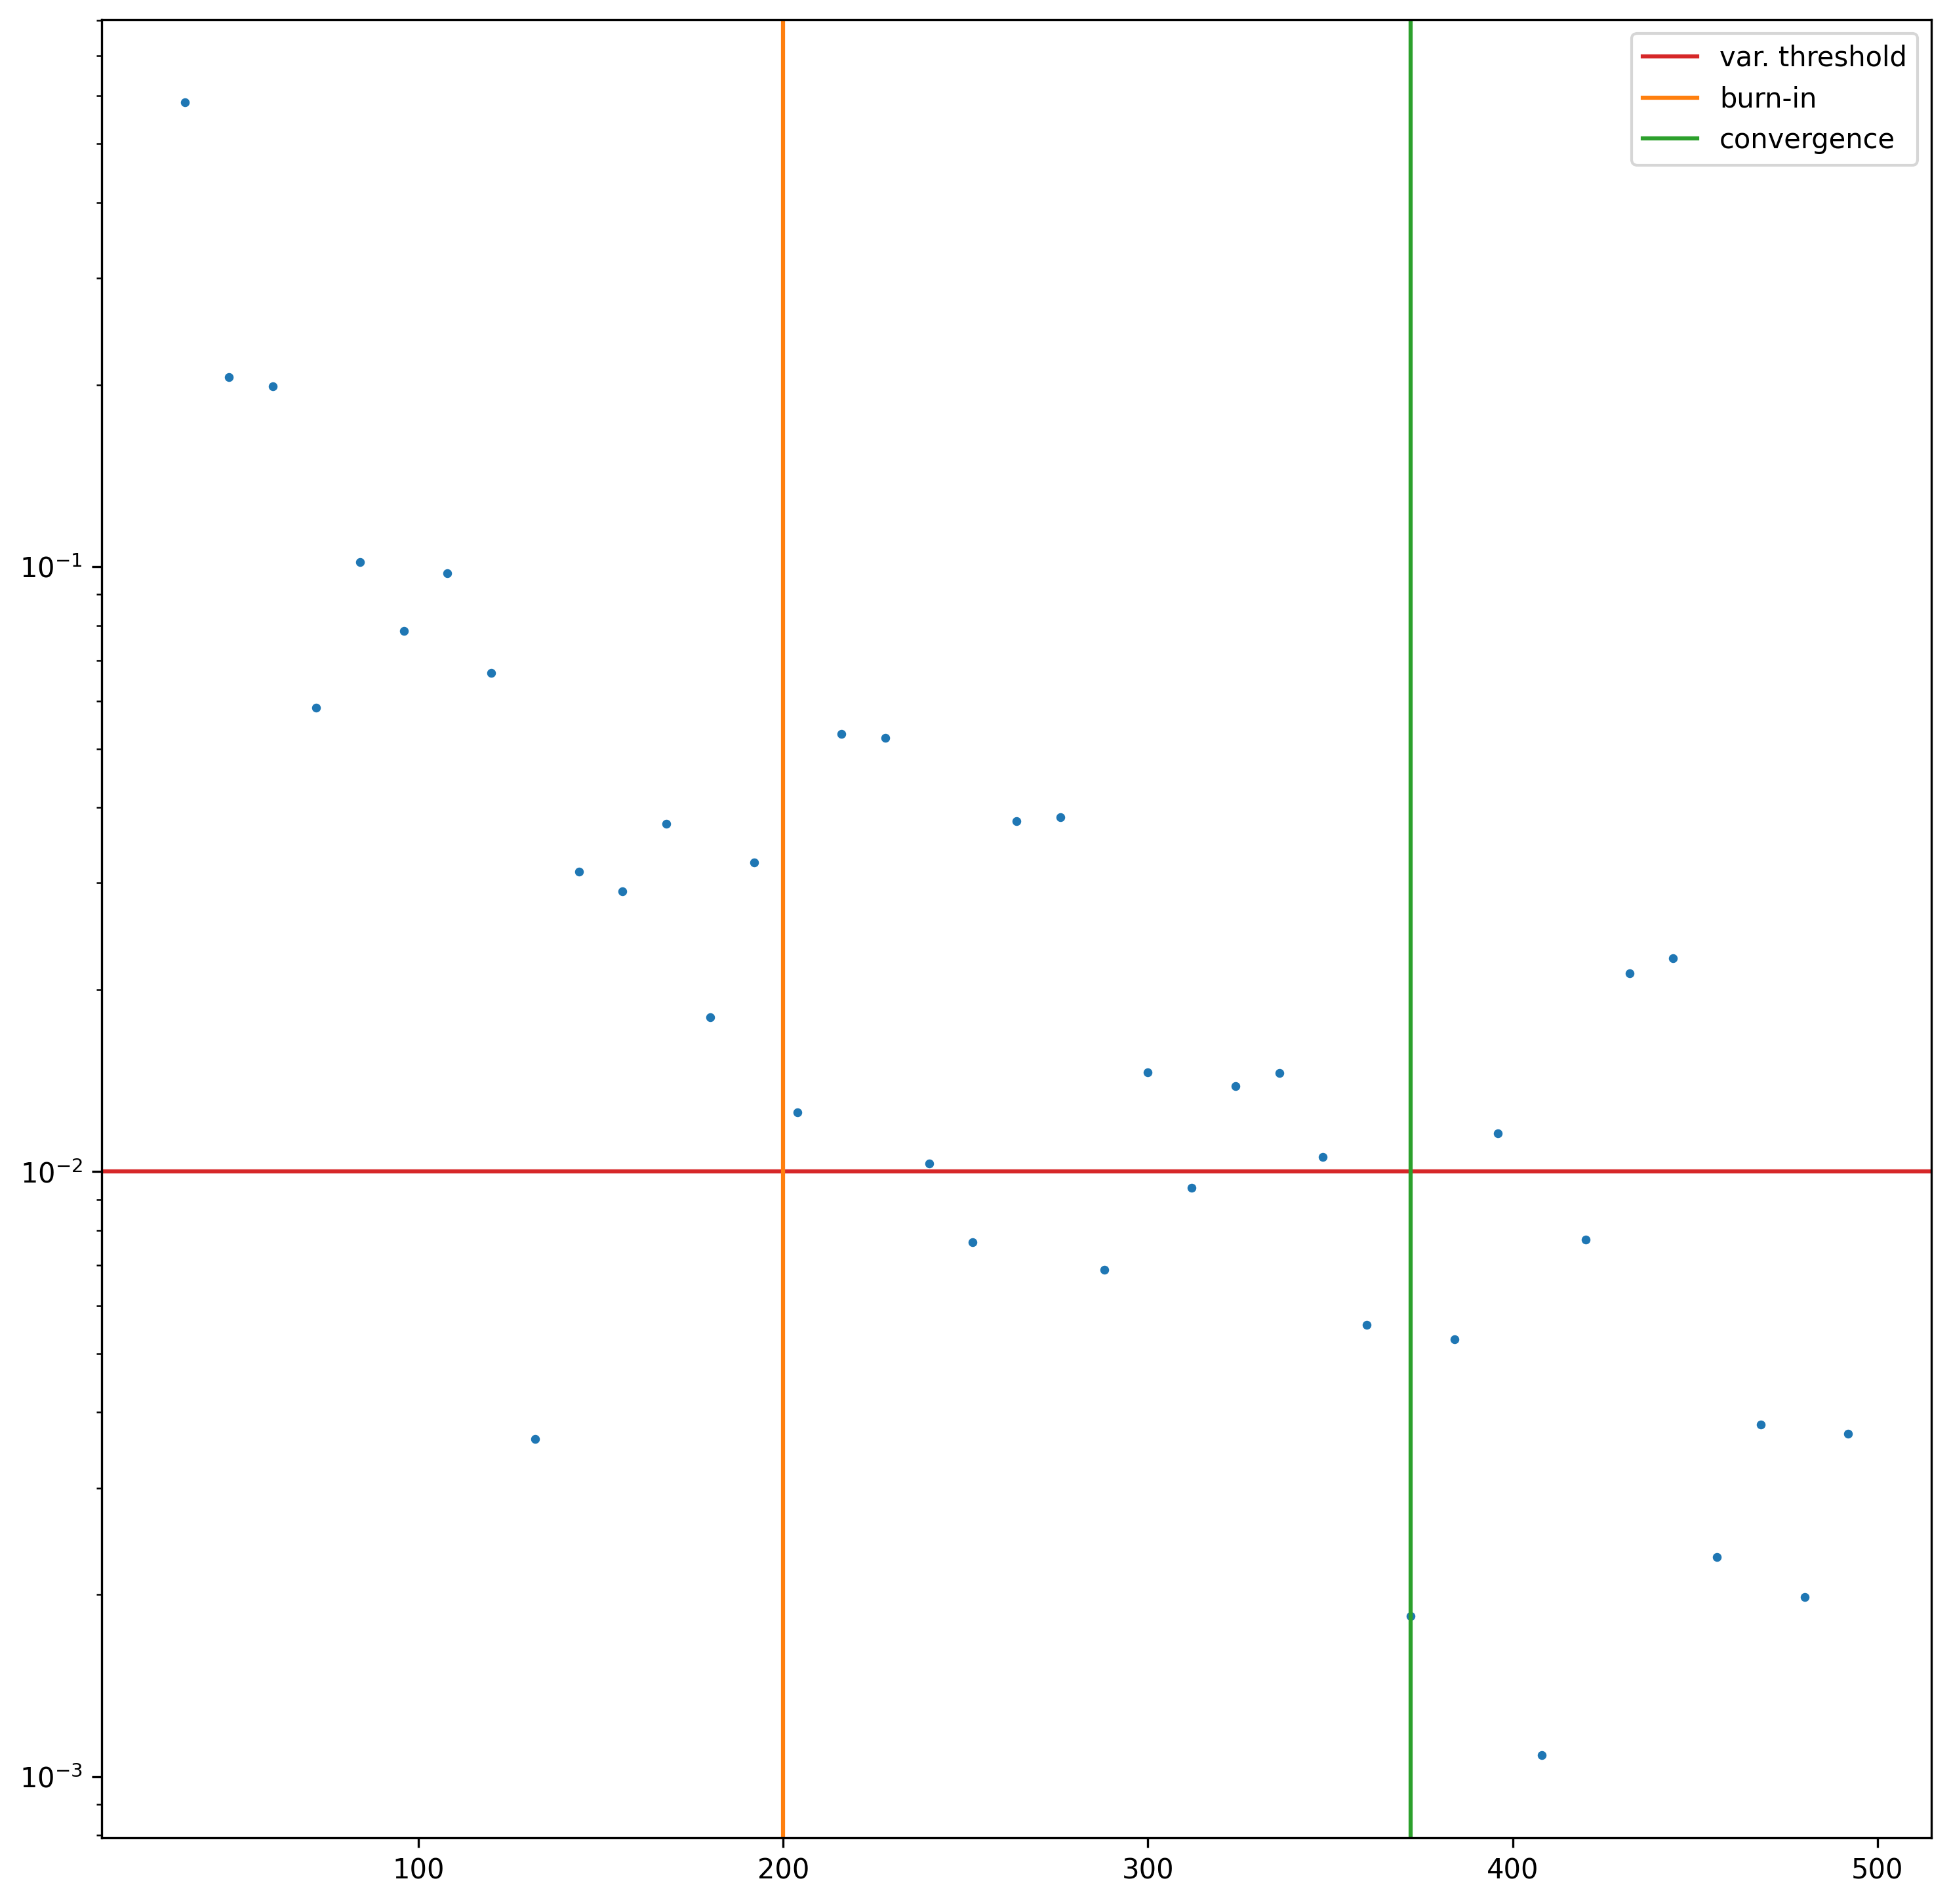 var. threshold
burn-in
convergence
10⁻¹
10⁻²
10⁻³
100 200 300 400 500